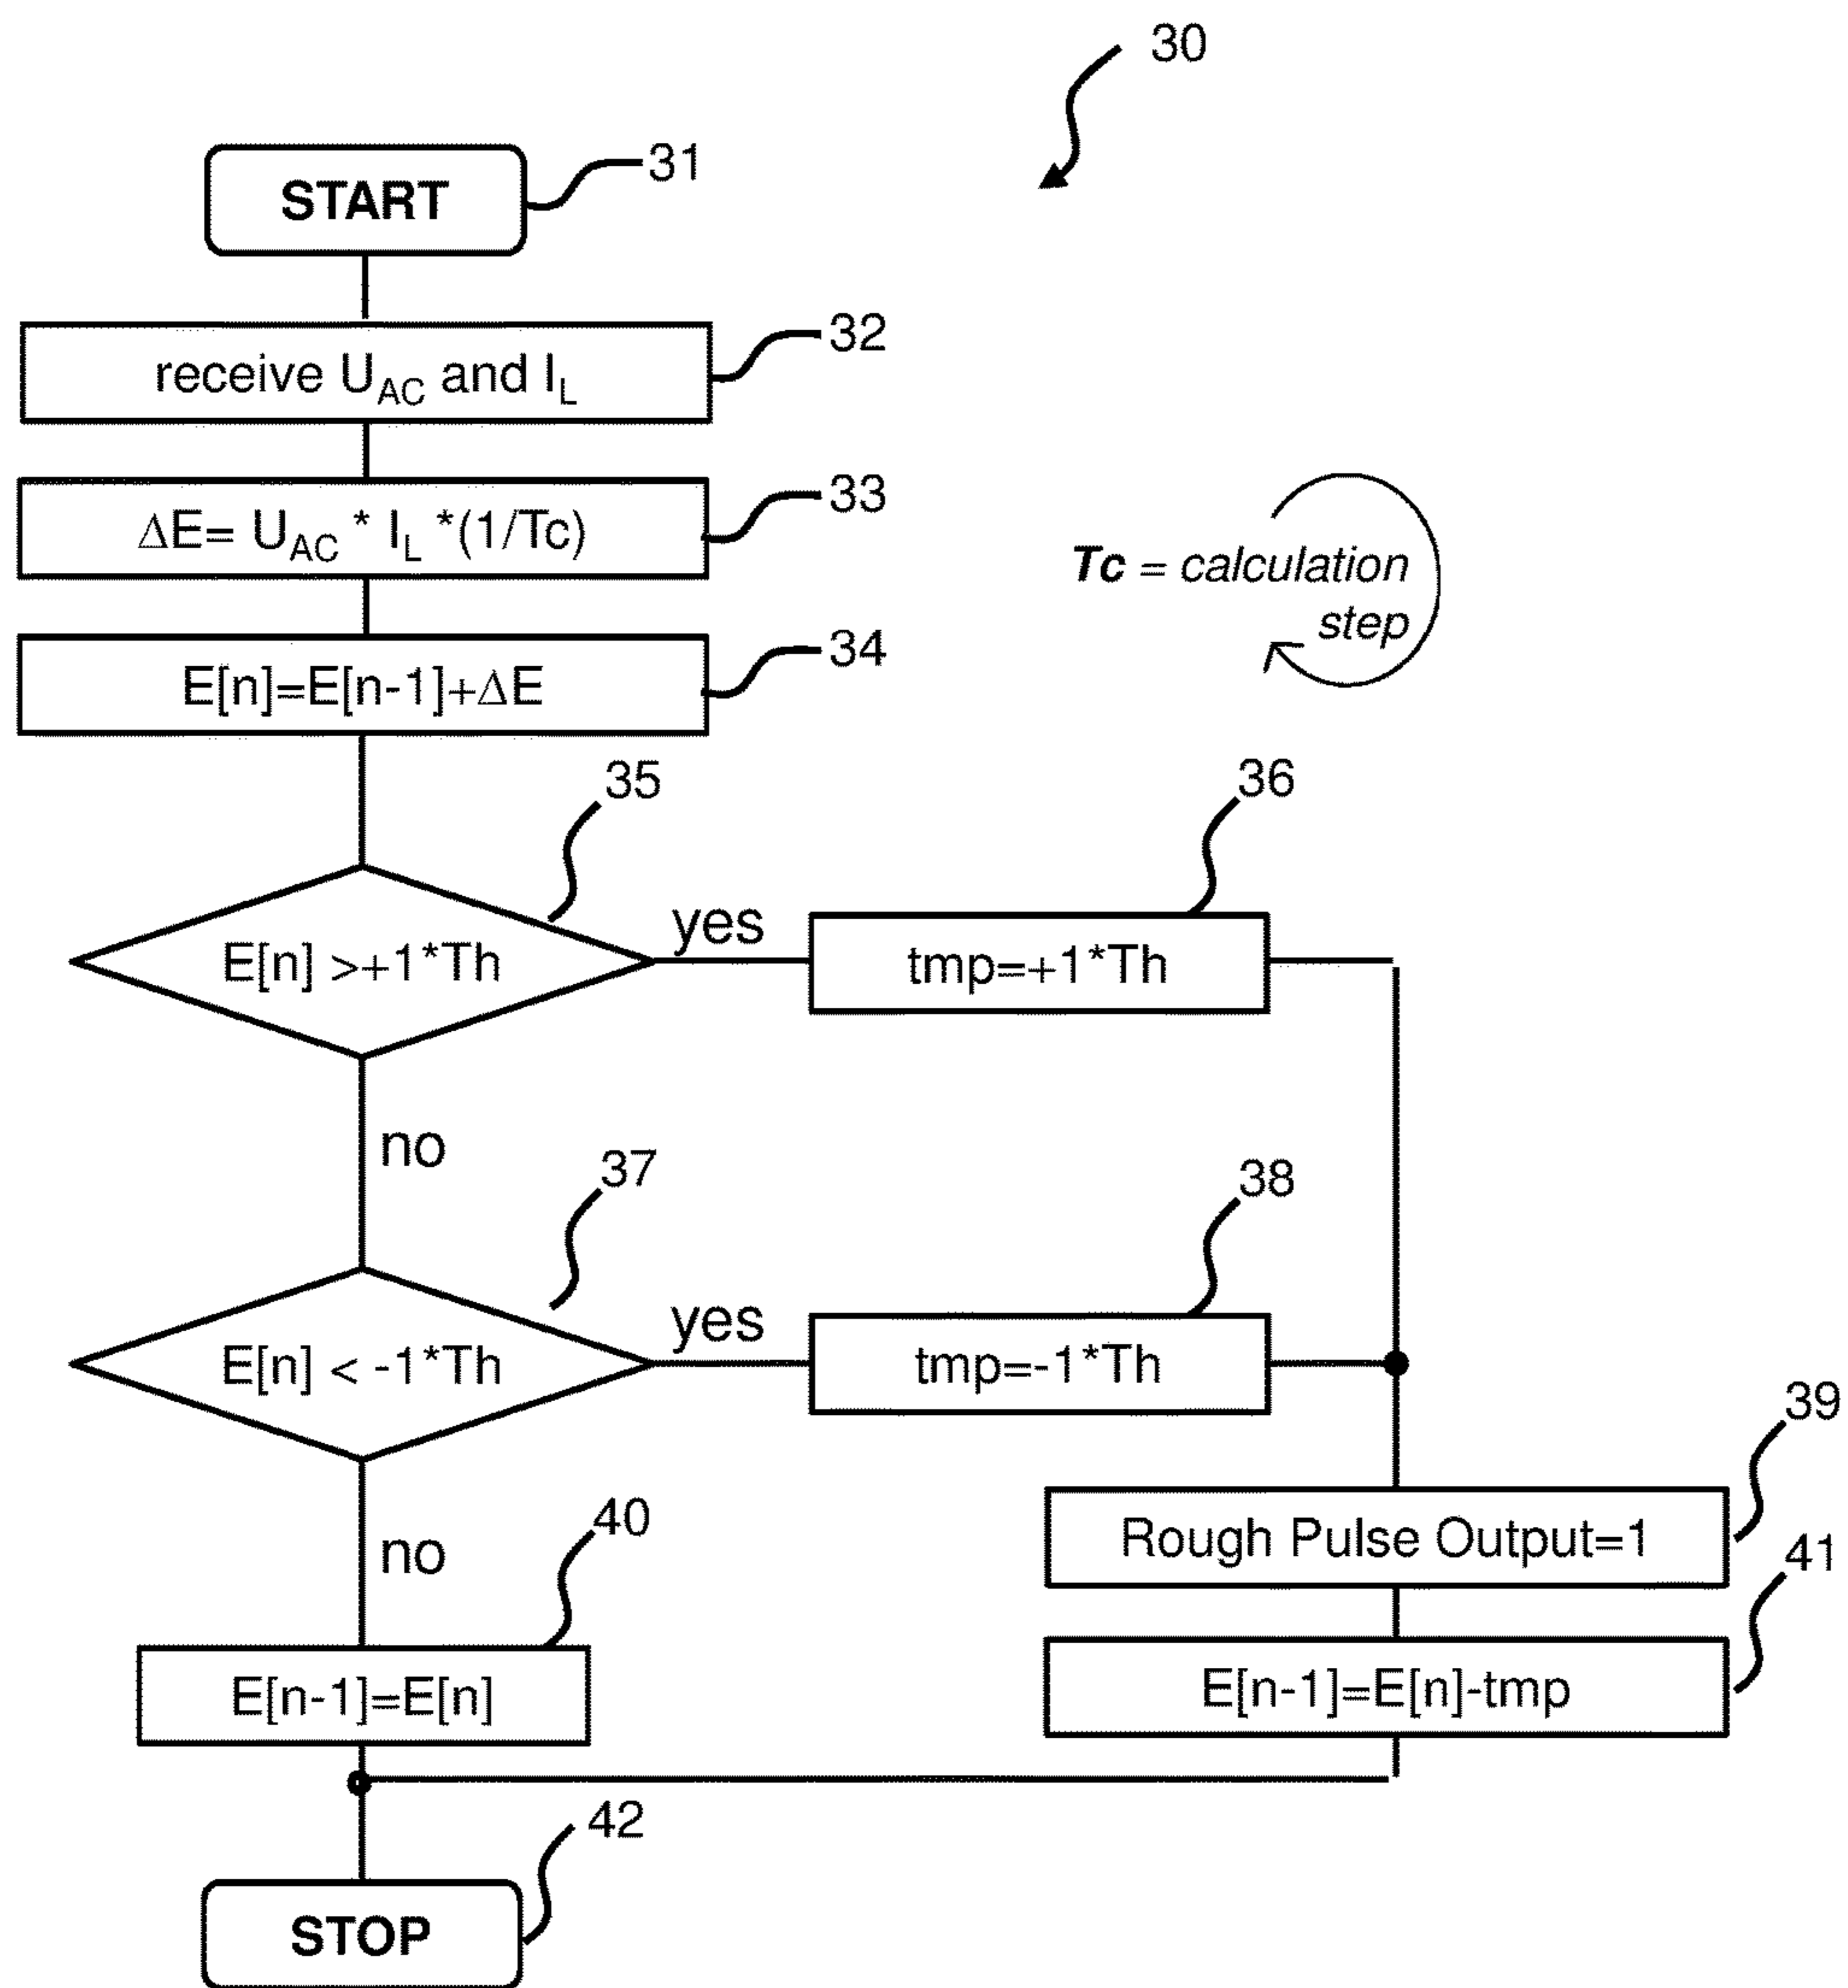 30
START
31
receive U_AC and I_L
32
ΔE= U_AC * I_L *(1/Tc)
33
Tc = calculation
step
E[n]=E[n-1]+ΔE
34
35
36
E[n] >+1*Th
yes
tmp=+1*Th
no
37
38
E[n] < -1*Th
yes
tmp=-1*Th
39
Rough Pulse Output=1
no
40
41
E[n-1]=E[n]
E[n-1]=E[n]-tmp
42
STOP